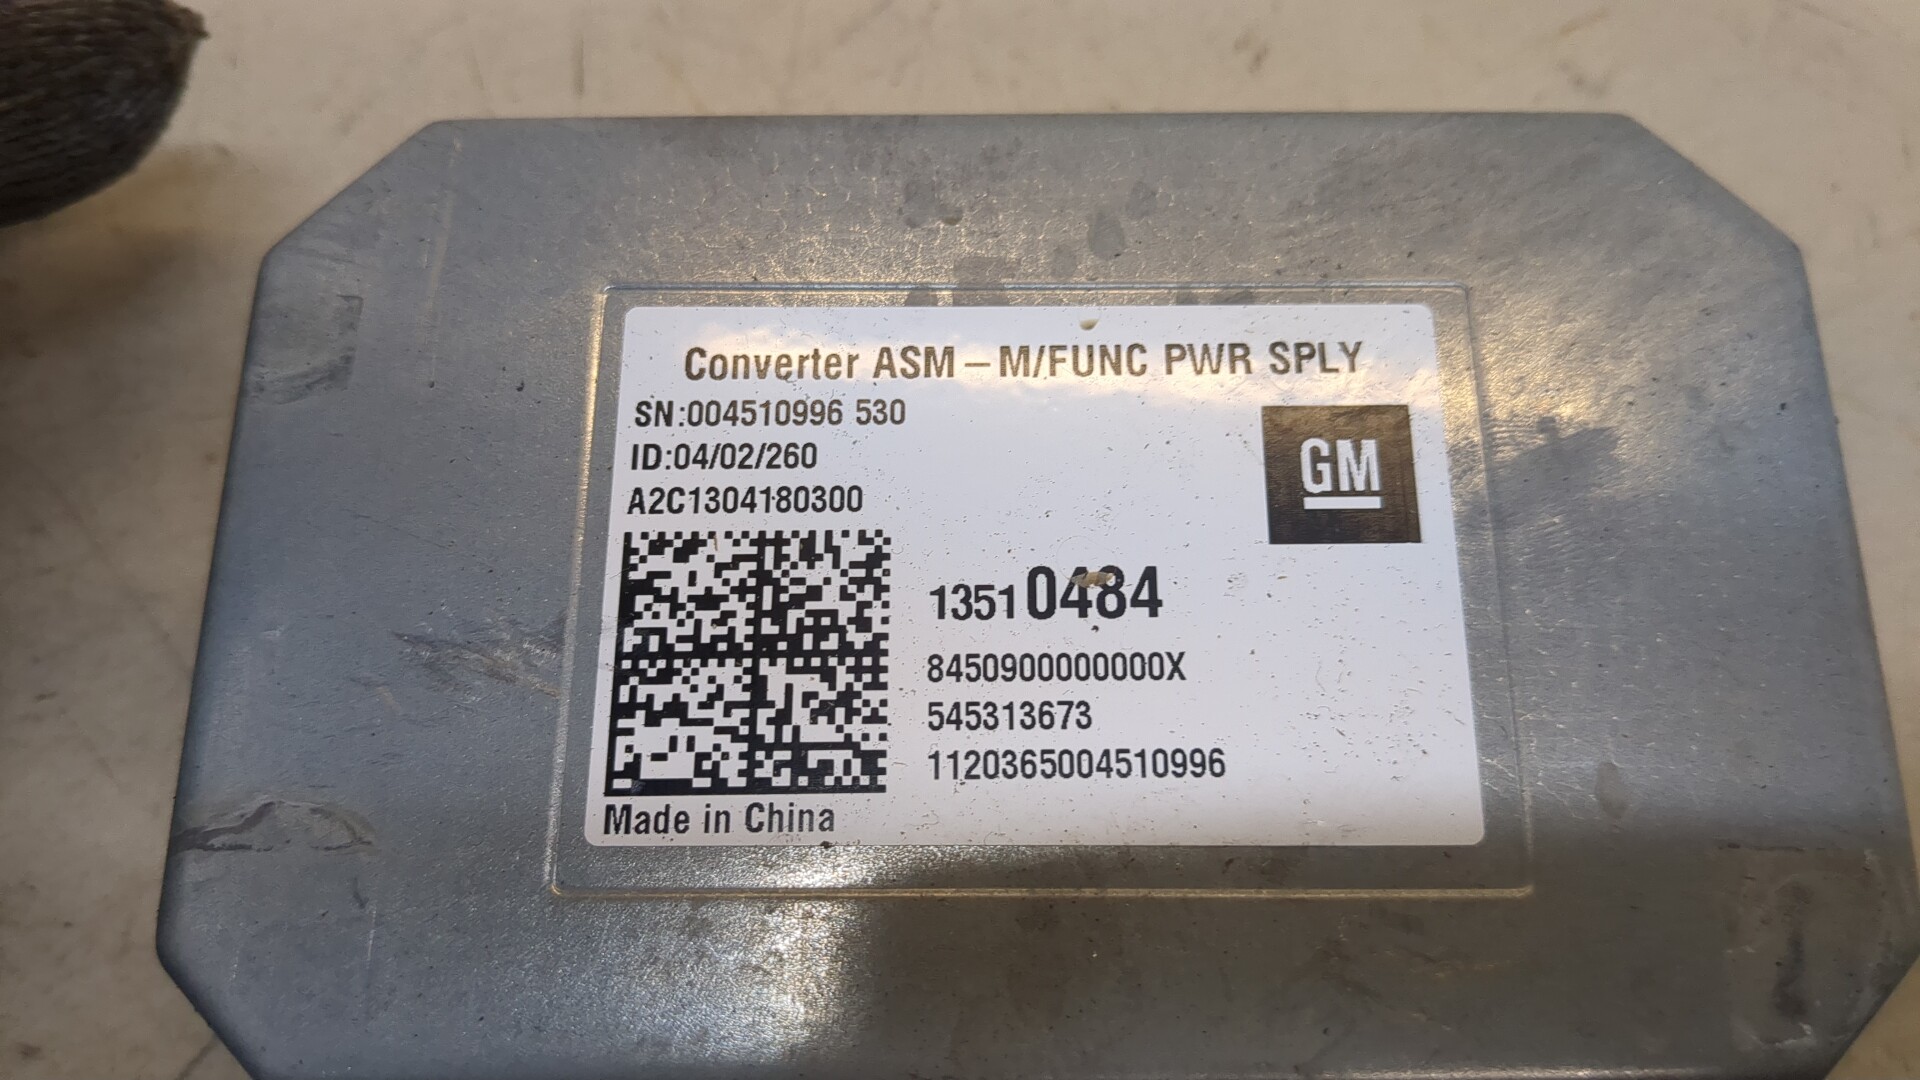 Converter ASM – M/FUNC PWR SPLY
SN:004510996 530
ID:04/02/260
A2C1304180300
GM
13510484
8450900000000X
545313673
1120365004510996
Made in China